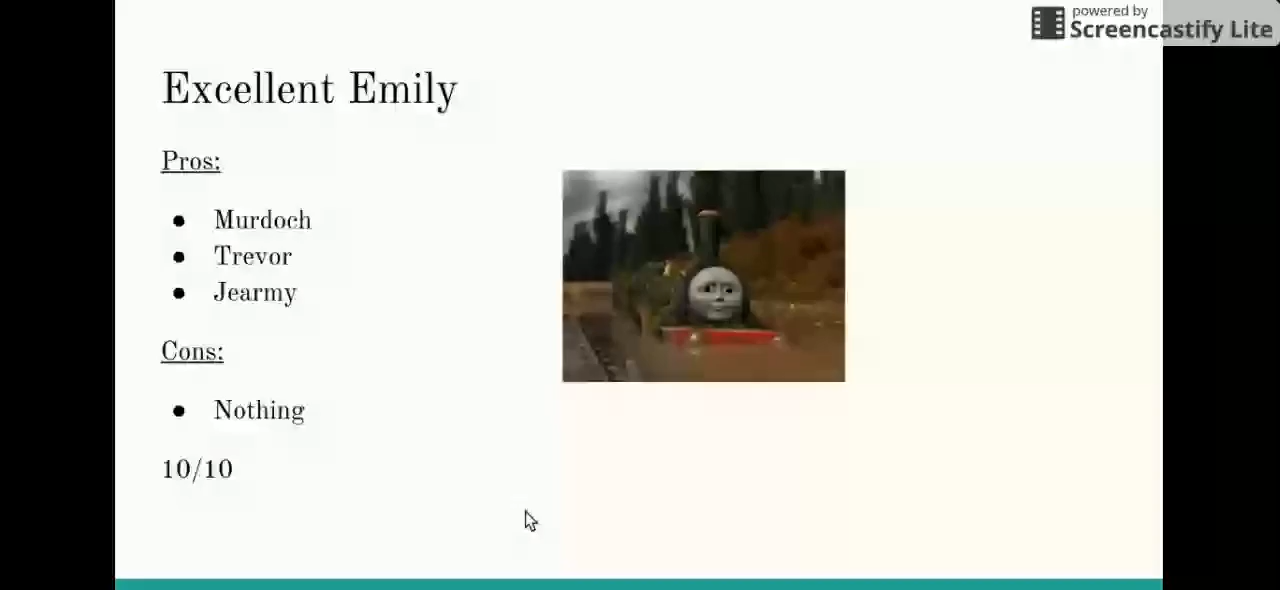 powered by
Screencastify Lite
Excellent Emily
Pros:
● Murdoch
● Trevor
● Jearmy
Cons:
● Nothing
10/10